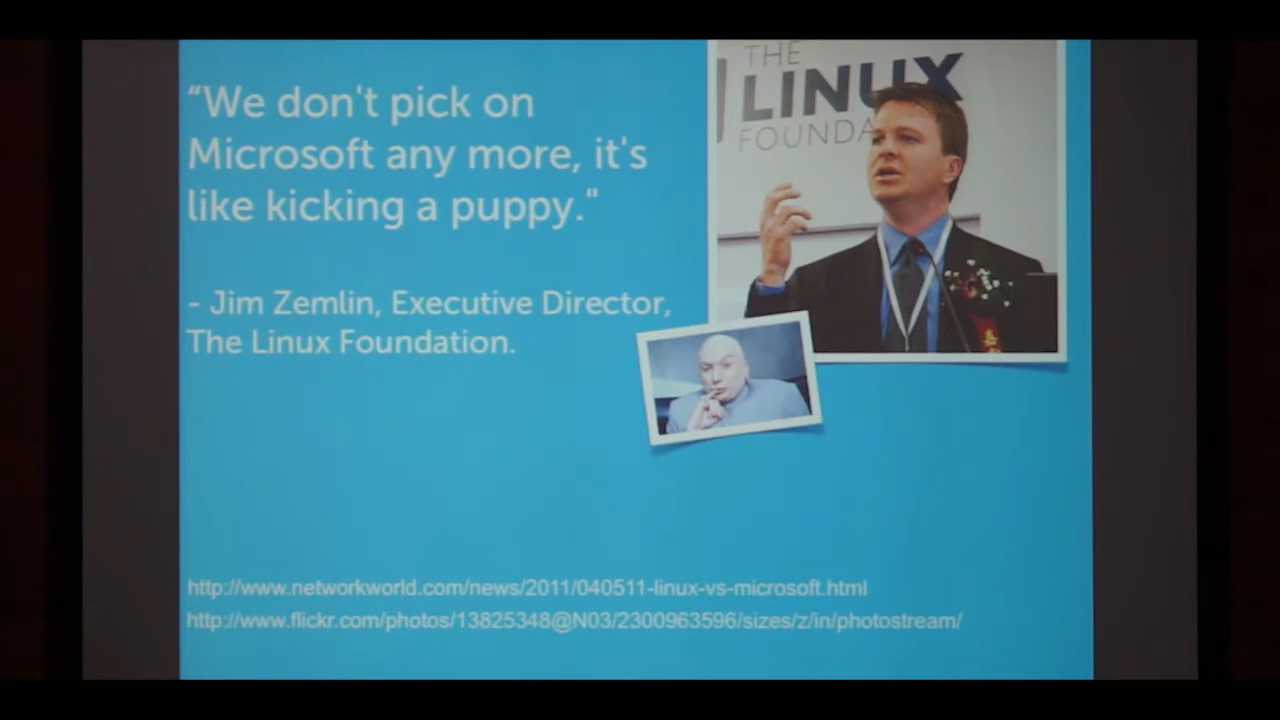 “We don't pick on
Microsoft any more, it's
like kicking a puppy."
- Jim Zemlin, Executive Director,
The Linux Foundation.
THE
LINUX
FOUNDA
http://www.networkworld.com/news/2011/040511-linux-vs-microsoft.html
http://www.flickr.com/photos/13825348@N03/2300963596/sizes/z/in/photostream/